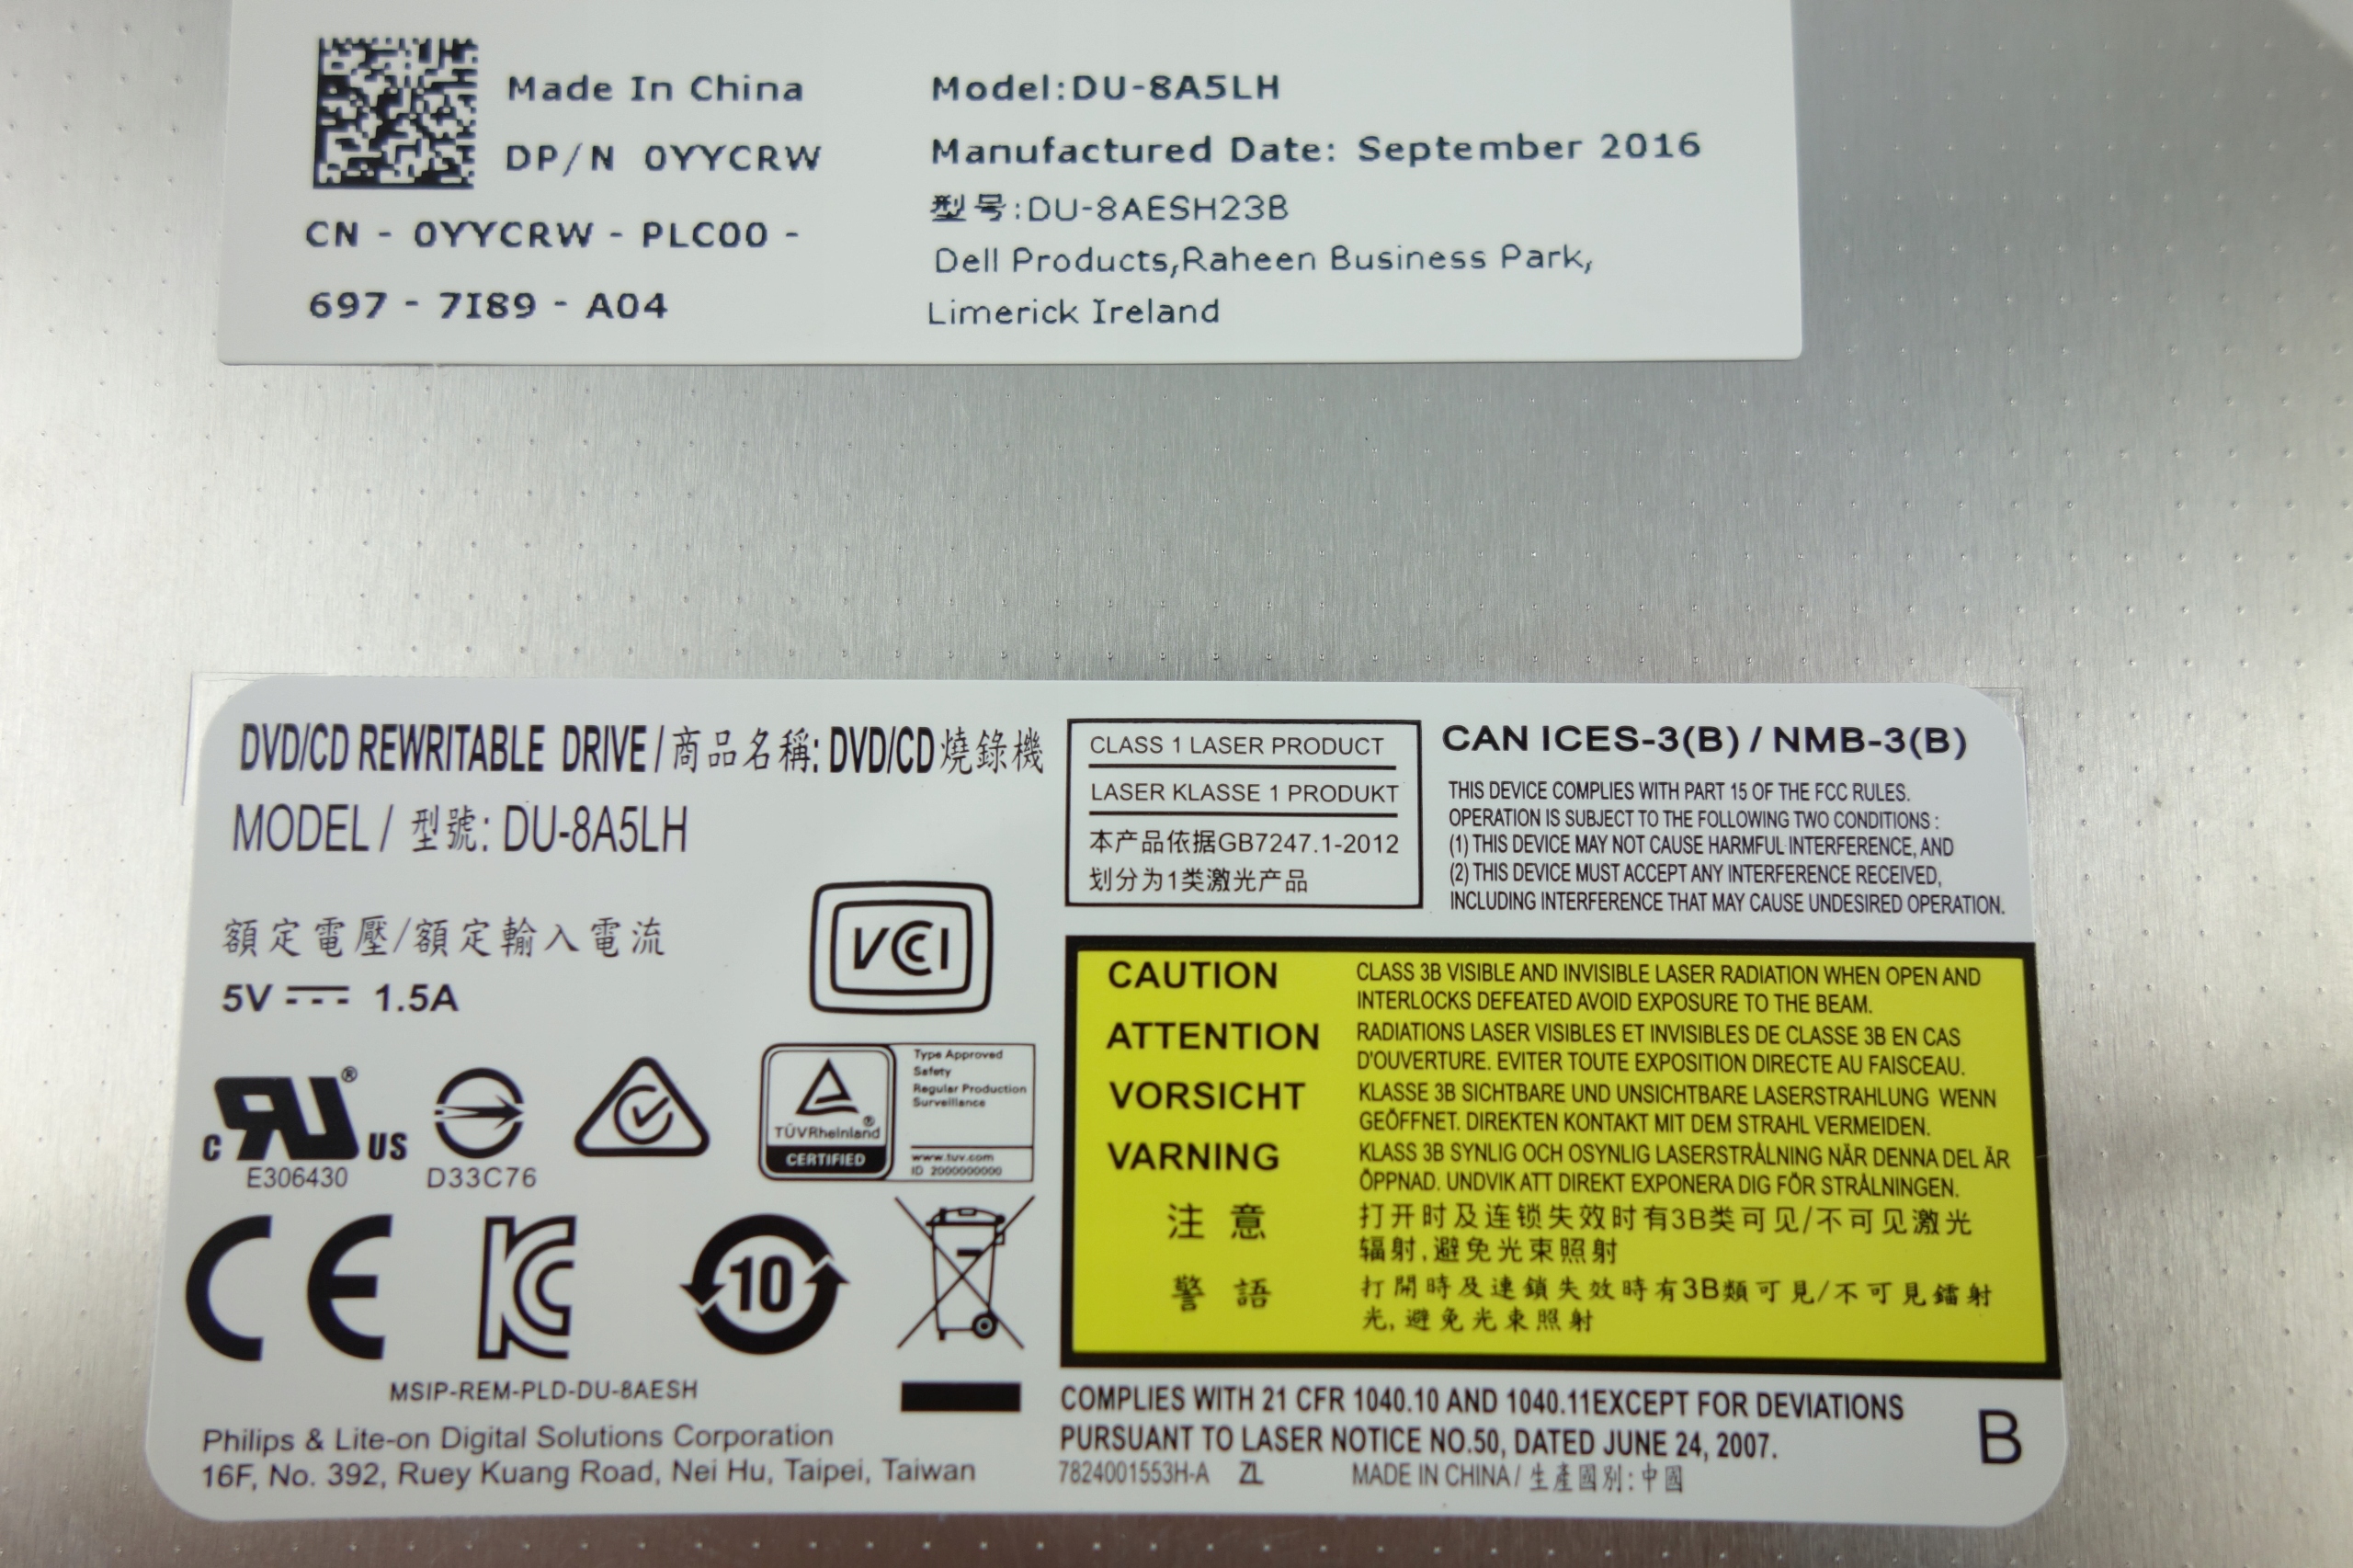 Made In China
DP/N 0YYCRW
CN - 0YYCRW - PLC00 -
697 - 7I89 - A04
Model:DU-8A5LH
Manufactured Date: September 2016
型号:DU-8AESH23B
Dell Products,Raheen Business Park,
Limerick Ireland
DVD/CD REWRITABLE DRIVE / 商品名稱: DVD/CD 燒錄機
MODEL / 型號: DU-8A5LH
額定電壓/額定輸入電流
5V 1.5A
VCCI
C RU US ®
E306430
D33C76
TÜVRheinland ®
CERTIFIED
Type Approved
Safety
Regular Production
Surveillance
www.tuv.com
ID 2000000000
CE
KC
10
MSIP-REM-PLD-DU-8AESH
Philips & Lite-on Digital Solutions Corporation
16F, No. 392, Ruey Kuang Road, Nei Hu, Taipei, Taiwan
CLASS 1 LASER PRODUCT
LASER KLASSE 1 PRODUKT
本产品依据GB7247.1-2012
划分为1类激光产品
CAN ICES-3(B) / NMB-3(B)
THIS DEVICE COMPLIES WITH PART 15 OF THE FCC RULES.
OPERATION IS SUBJECT TO THE FOLLOWING TWO CONDITIONS :
(1) THIS DEVICE MAY NOT CAUSE HARMFUL INTERFERENCE, AND
(2) THIS DEVICE MUST ACCEPT ANY INTERFERENCE RECEIVED,
INCLUDING INTERFERENCE THAT MAY CAUSE UNDESIRED OPERATION.
CAUTION CLASS 3B VISIBLE AND INVISIBLE LASER RADIATION WHEN OPEN AND
INTERLOCKS DEFEATED AVOID EXPOSURE TO THE BEAM.
ATTENTION RADIATIONS LASER VISIBLES ET INVISIBLES DE CLASSE 3B EN CAS
D'OUVERTURE. EVITER TOUTE EXPOSITION DIRECTE AU FAISCEAU.
VORSICHT KLASSE 3B SICHTBARE UND UNSICHTBARE LASERSTRAHLUNG WENN
GEÖFFNET. DIREKTEN KONTAKT MIT DEM STRAHL VERMEIDEN.
VARNING KLASS 3B SYNLIG OCH OSYNLIG LASERSTRÅLNING NÄR DENNA DEL ÄR
ÖPPNAD. UNDVIK ATT DIREKT EXPONERA DIG FÖR STRÅLNINGEN.
注 意 打开时及连锁失效时有3B类可见/不可见激光
辐射,避免光束照射
警 語 打開時及連鎖失效時有3B類可見/不可見鐳射
光,避免光束照射
COMPLIES WITH 21 CFR 1040.10 AND 1040.11EXCEPT FOR DEVIATIONS
PURSUANT TO LASER NOTICE NO.50, DATED JUNE 24, 2007.
7824001553H-A ZL MADE IN CHINA / 生產國別: 中國
B